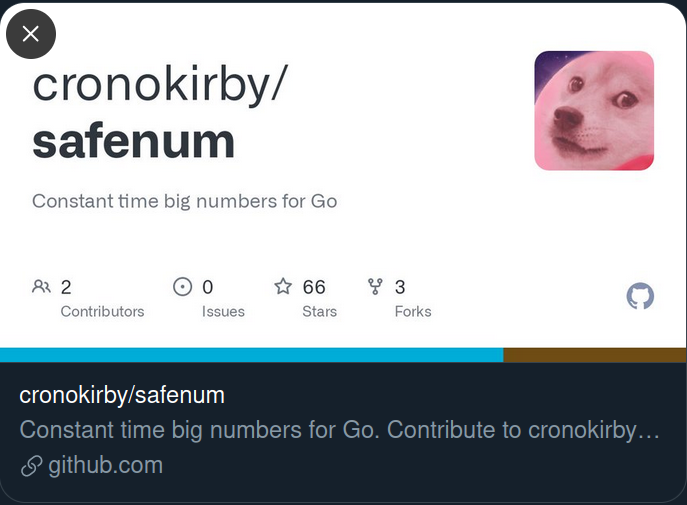 cronokirby/
safenum
Constant time big numbers for Go
2 0 66 3
Contributors Issues Stars Forks
cronokirby/safenum
Constant time big numbers for Go. Contribute to cronokirby…
github.com